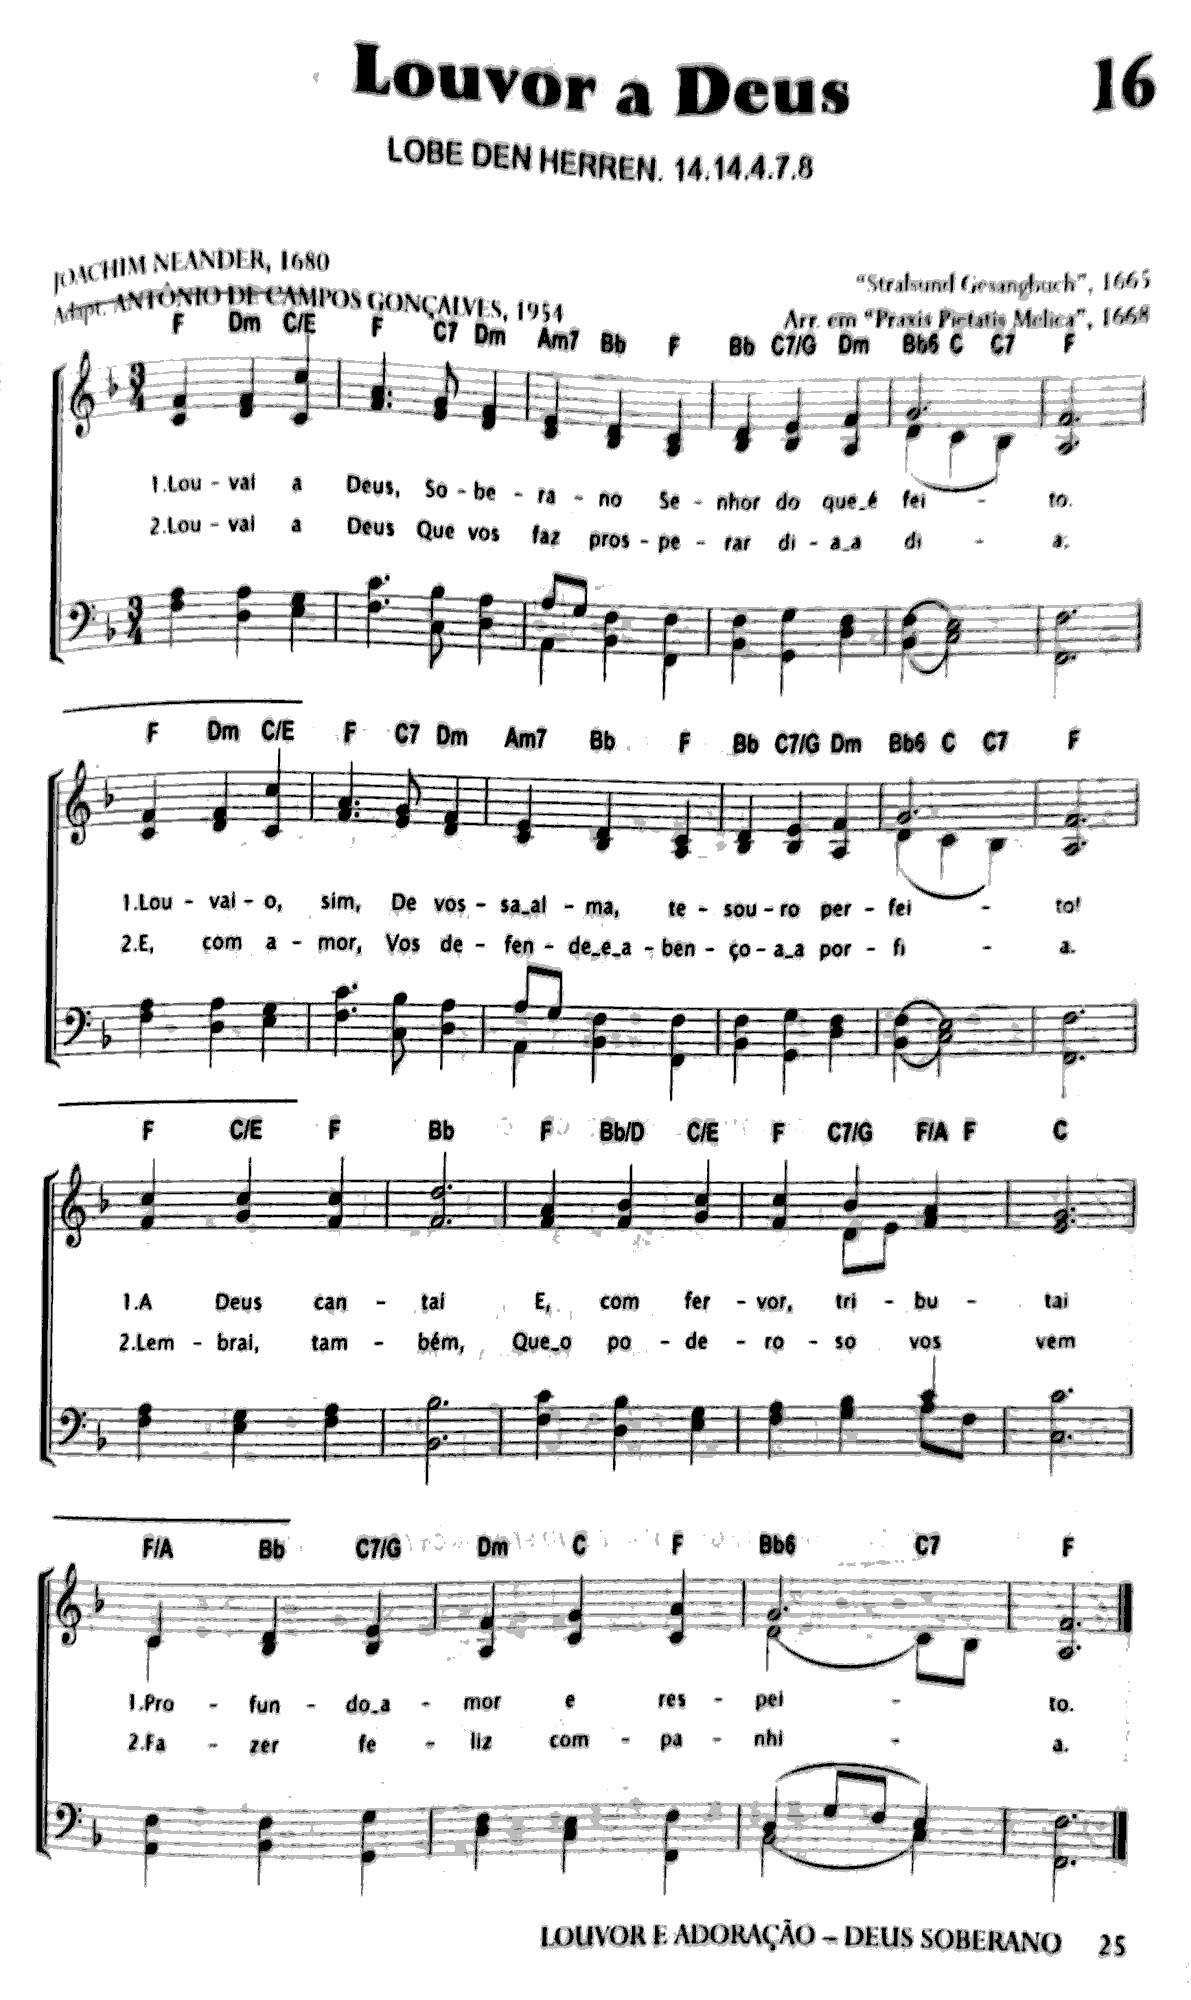 Louvor a Deus 16
LOBE DEN HERREN. 14.14.4.7.8
JOACHIM NEANDER, 1680
Adapt. ANTÔNIO DE CAMPOS GONÇALVES, 1954
"Stralsund Gesangbuch", 1665
Arr. em "Praxis Pietatis Melica", 1668
F Dm C/E F C7 Dm Am7 Bb F Bb C7/G Dm Bb6 C C7 F
3 4
1.Lou - vai a Deus, So - be - ra - no Se - nhor do que_é fei - to.
2.Lou - vai a Deus Que vos faz pros - pe - rar di - a_a di - a;
3 4
F Dm C/E F C7 Dm Am7 Bb F Bb C7/G Dm Bb6 C C7 F
1.Lou - vai - o, sim, De vos - sa_al - ma, te - sou - ro per - fei - to!
2.E, com a - mor, Vos de - fen - de_e_a - ben - ço - a_a por - fi - a.
F C/E F Bb F Bb/D C/E F C7/G F/A F C
1.A Deus can - tai E, com fer - vor, tri - bu - tai
2.Lem - brai, tam - bém, Que_o po - de - ro - so vos vem
F/A Bb C7/G Dm C F Bb6 C7 F
1.Pro - fun - do_a - mor e res - pei - to.
2.Fa - zer fe - liz com - pa - nhi - a.
LOUVOR E ADORAÇÃO – DEUS SOBERANO 25